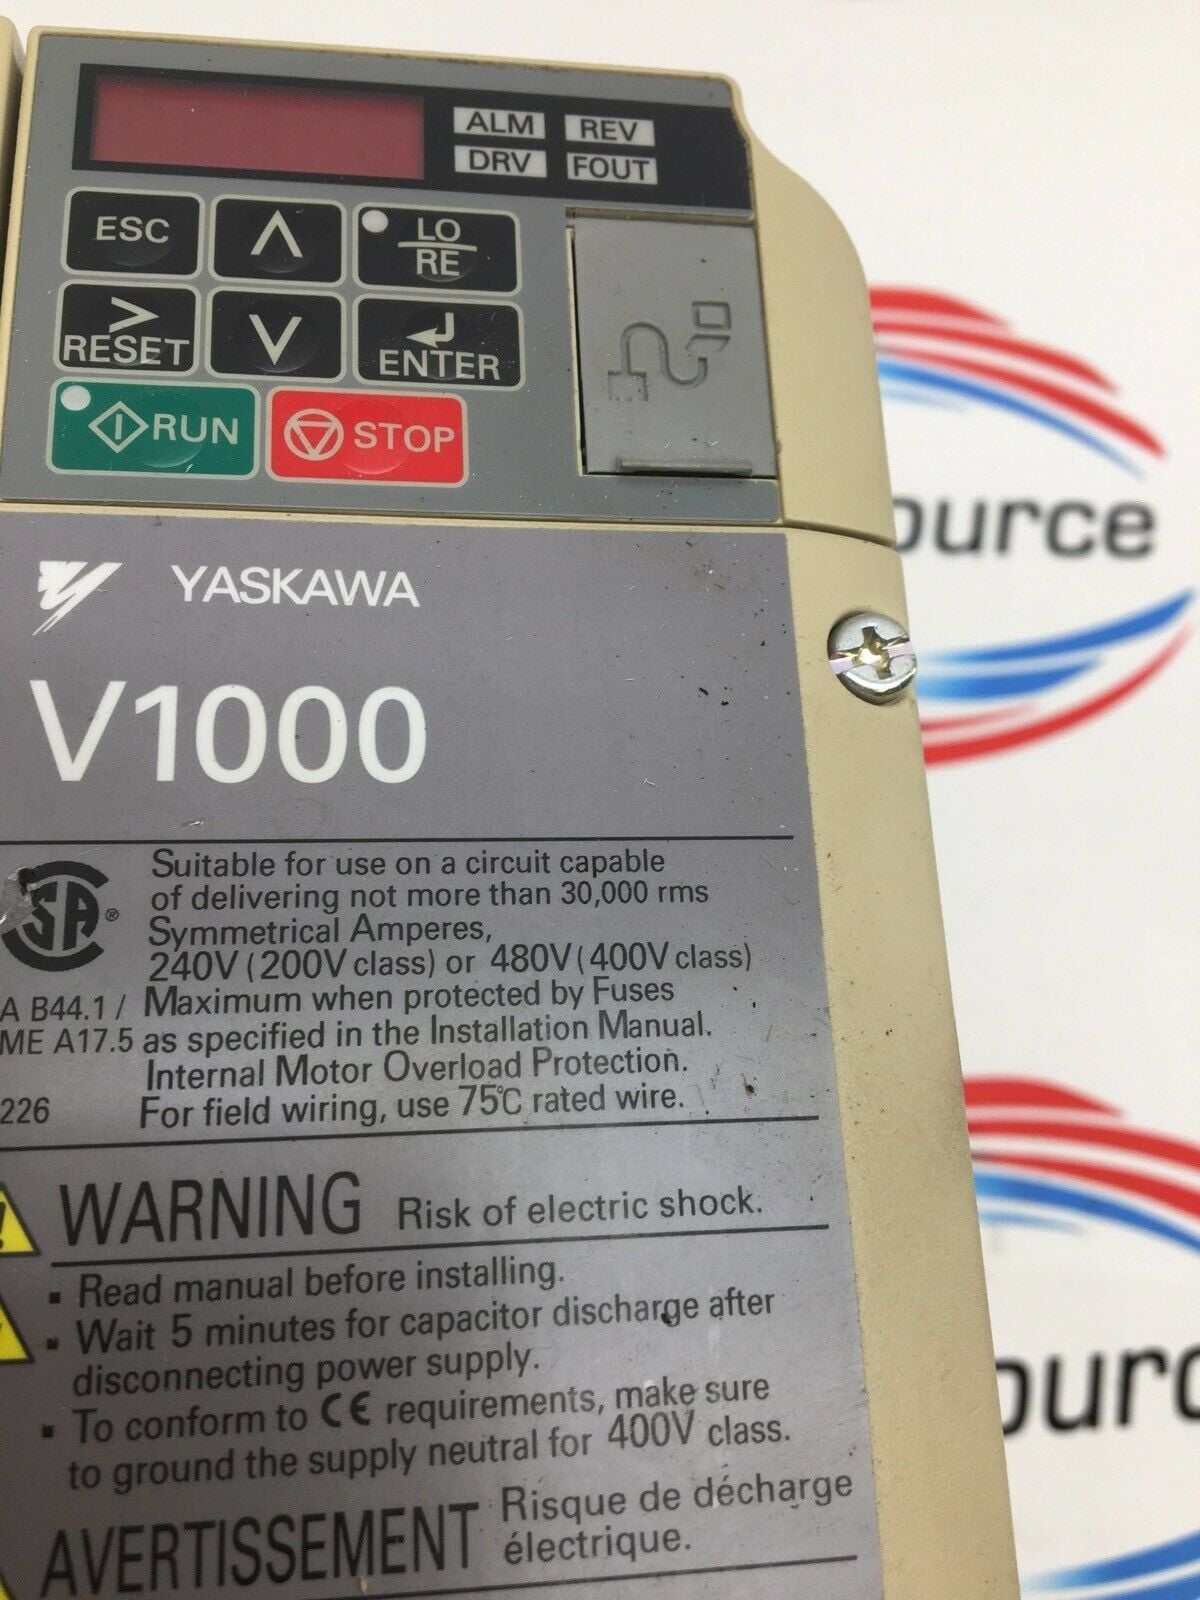 ALM REV
DRV FOUT
ESC ∧ LO
RE
>
RESET ∨ ENTER
RUN STOP
YASKAWA
V1000
SA ®
Suitable for use on a circuit capable
of delivering not more than 30,000 rms
Symmetrical Amperes,
240V (200V class) or 480V (400V class)
A B44.1 / Maximum when protected by Fuses
ME A17.5 as specified in the Installation Manual.
Internal Motor Overload Protection.
226 For field wiring, use 75℃ rated wire.
WARNING Risk of electric shock.
▪ Read manual before installing.
▪ Wait 5 minutes for capacitor discharge after
disconnecting power supply.
▪ To conform to CE requirements, make sure
to ground the supply neutral for 400V class.
AVERTISSEMENT Risque de décharge
électrique.
ource
ourc